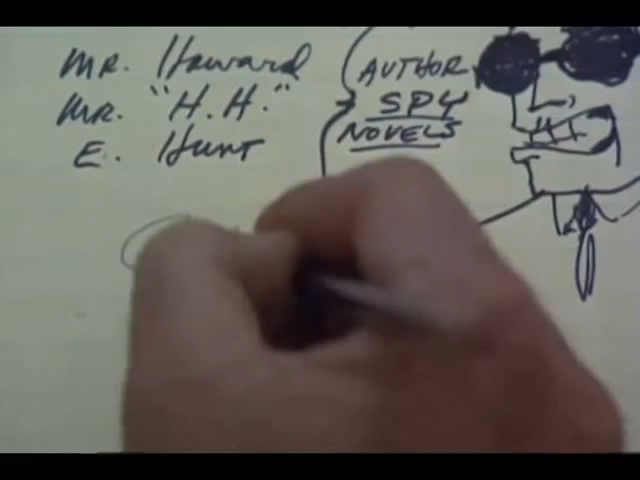 MR. Howard
MR. "H.H."
E. Hunt
AUTHOR
SPY
NOVELS